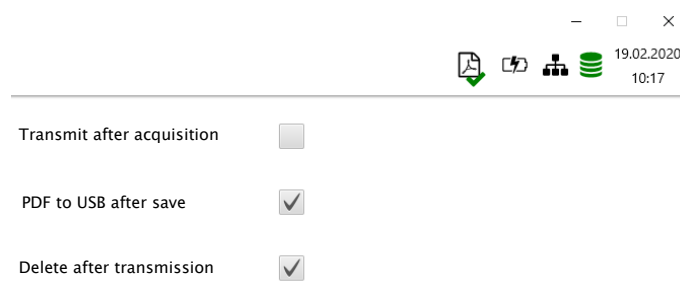 19.02.2020
10:17
Transmit after acquisition
PDF to USB after save
Delete after transmission